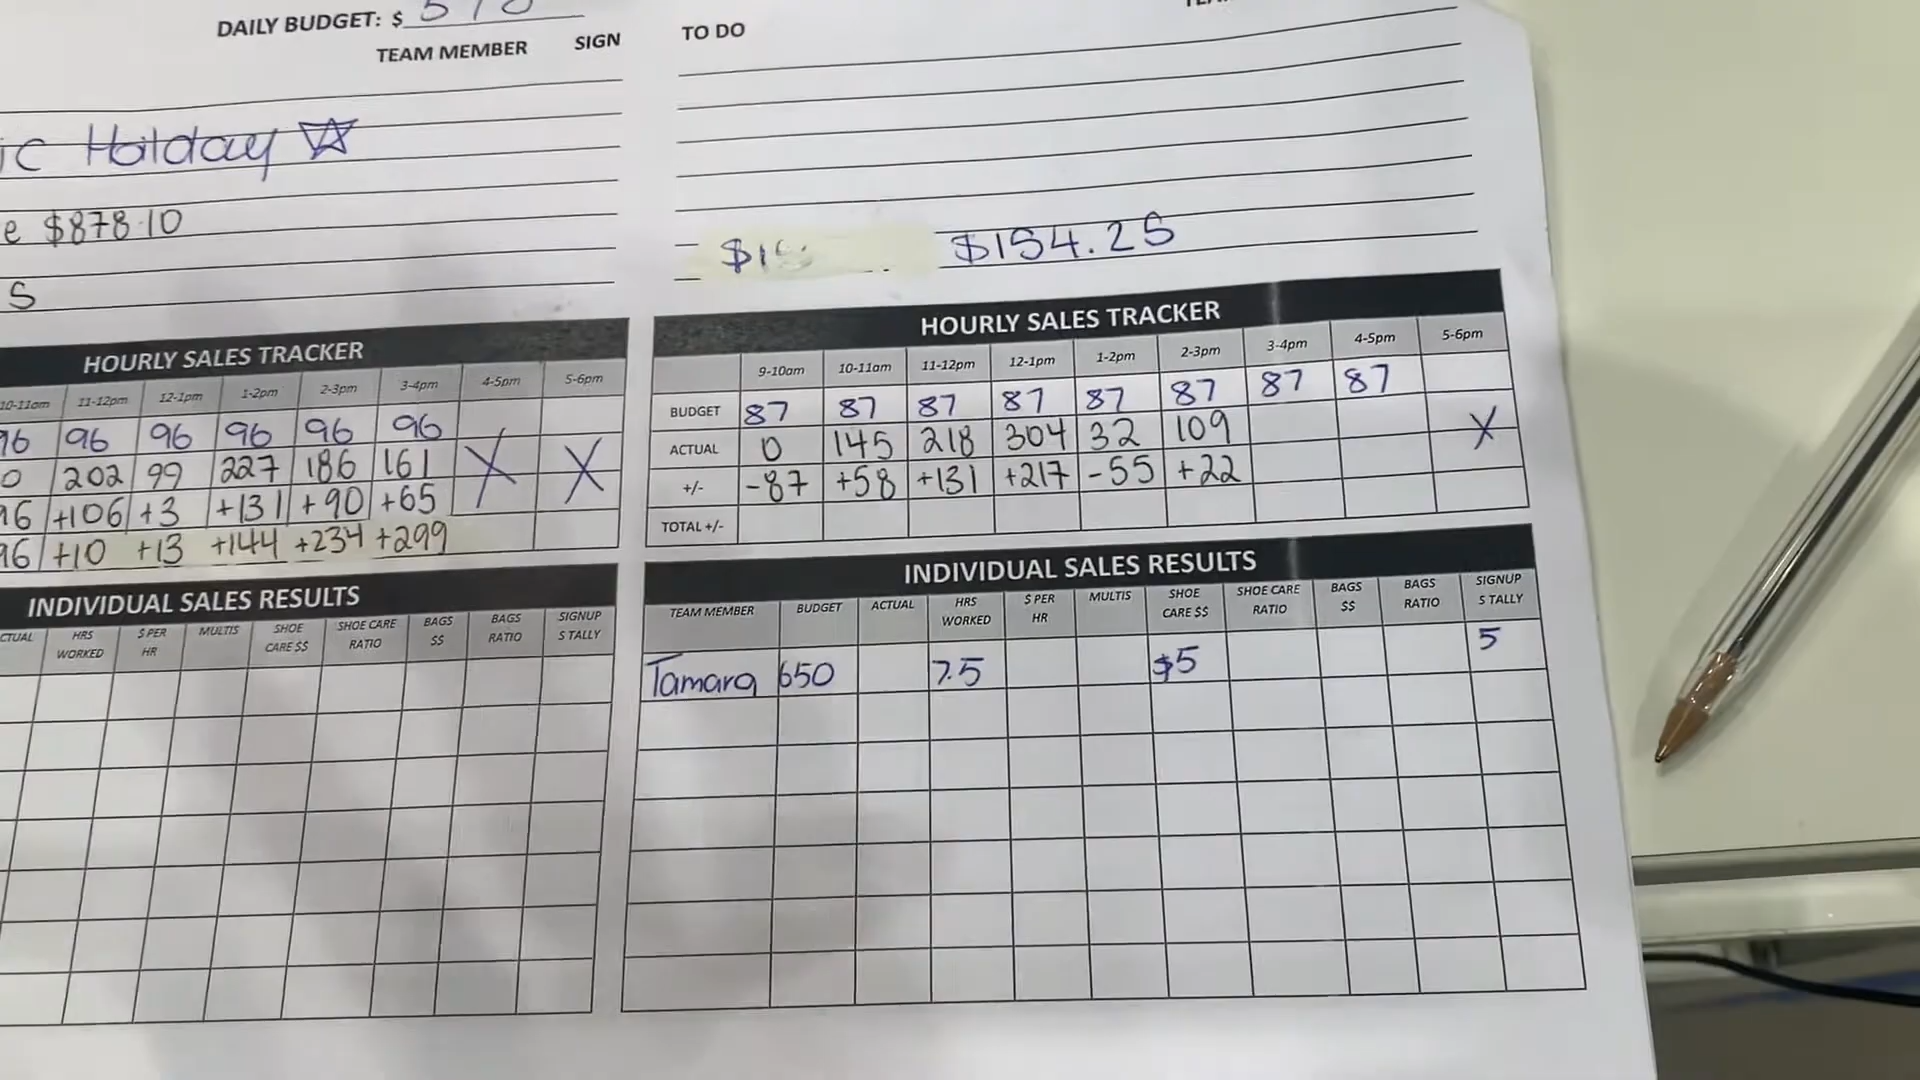 DAILY BUDGET: $
TEAM MEMBER SIGN
Holiday
e $878.10
S
HOURLY SALES TRACKER
10-11am 11-12pm 12-1pm 1-2pm 2-3pm 3-4pm 4-5pm 5-6pm
96 96 96 96 96 96
0 202 99 227 186 161 X X
96 +106 +3 +131 +90 +65
96 +10 +13 +144 +234 +299
INDIVIDUAL SALES RESULTS
CTUAL HRS WORKED $ PER HR MULTIS SHOE CARE $$ SHOE CARE RATIO BAGS $$ BAGS RATIO SIGNUP S TALLY
TO DO
$154.25
HOURLY SALES TRACKER
9-10am 10-11am 11-12pm 12-1pm 1-2pm 2-3pm 3-4pm 4-5pm 5-6pm
BUDGET 87 87 87 87 87 87 87 87
ACTUAL 0 145 218 304 32 109 X
+/- -87 +58 +131 +217 -55 +22
TOTAL +/-
INDIVIDUAL SALES RESULTS
TEAM MEMBER BUDGET ACTUAL HRS WORKED $ PER HR MULTIS SHOE CARE $$ SHOE CARE RATIO BAGS $$ BAGS RATIO SIGNUP S TALLY
Tamara 650 7.5 $5 5